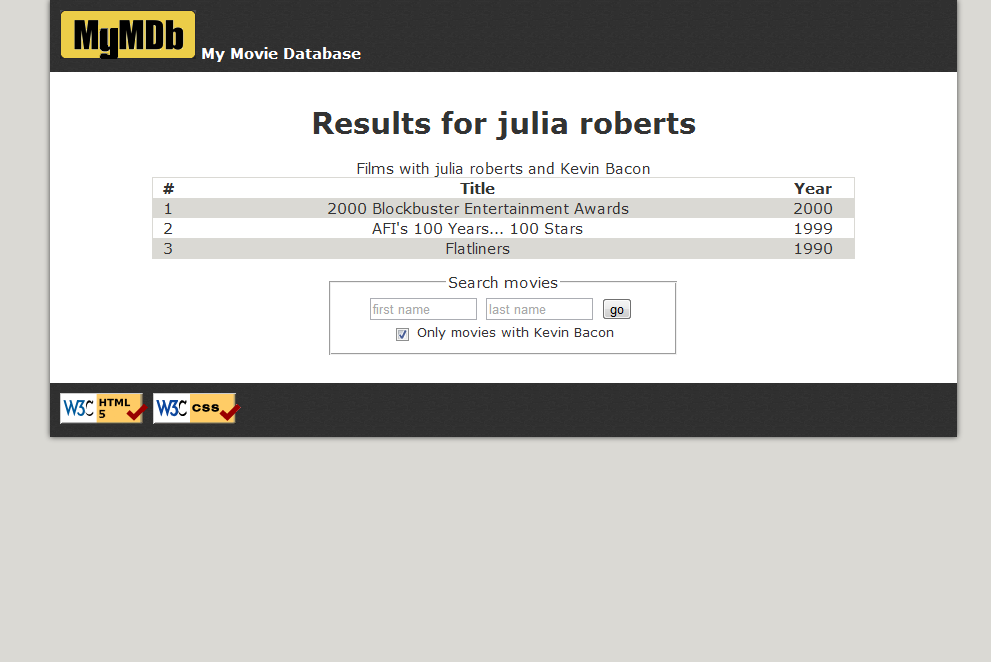 MyMDb My Movie Database
Results for julia roberts
Films with julia roberts and Kevin Bacon
# Title Year
1 2000 Blockbuster Entertainment Awards 2000
2 AFI's 100 Years... 100 Stars 1999
3 Flatliners 1990
Search movies
first name last name go
Only movies with Kevin Bacon
W3C HTML 5 W3C css